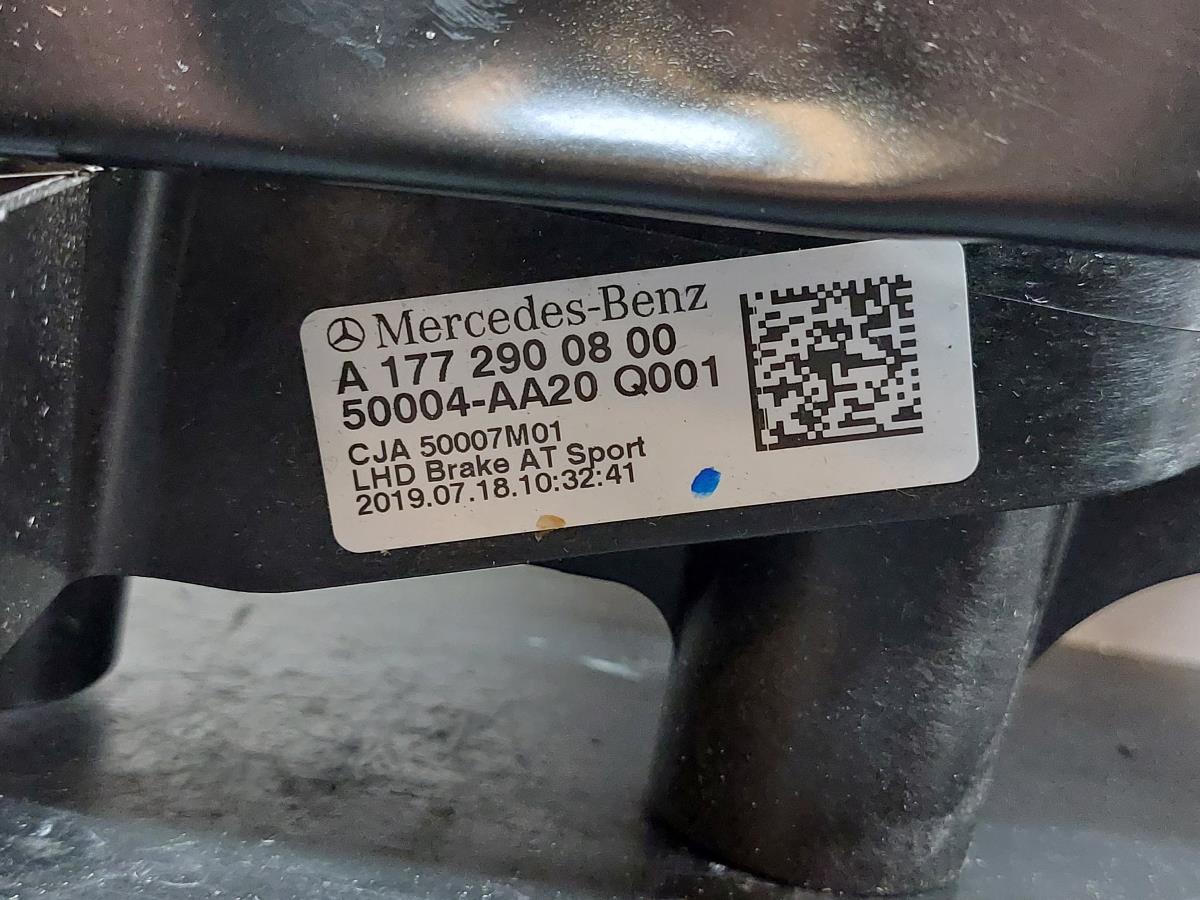 Mercedes-Benz
A 177 290 08 00
50004-AA20 Q001
CJA 50007M01
LHD Brake AT Sport
2019.07.18.10:32:41